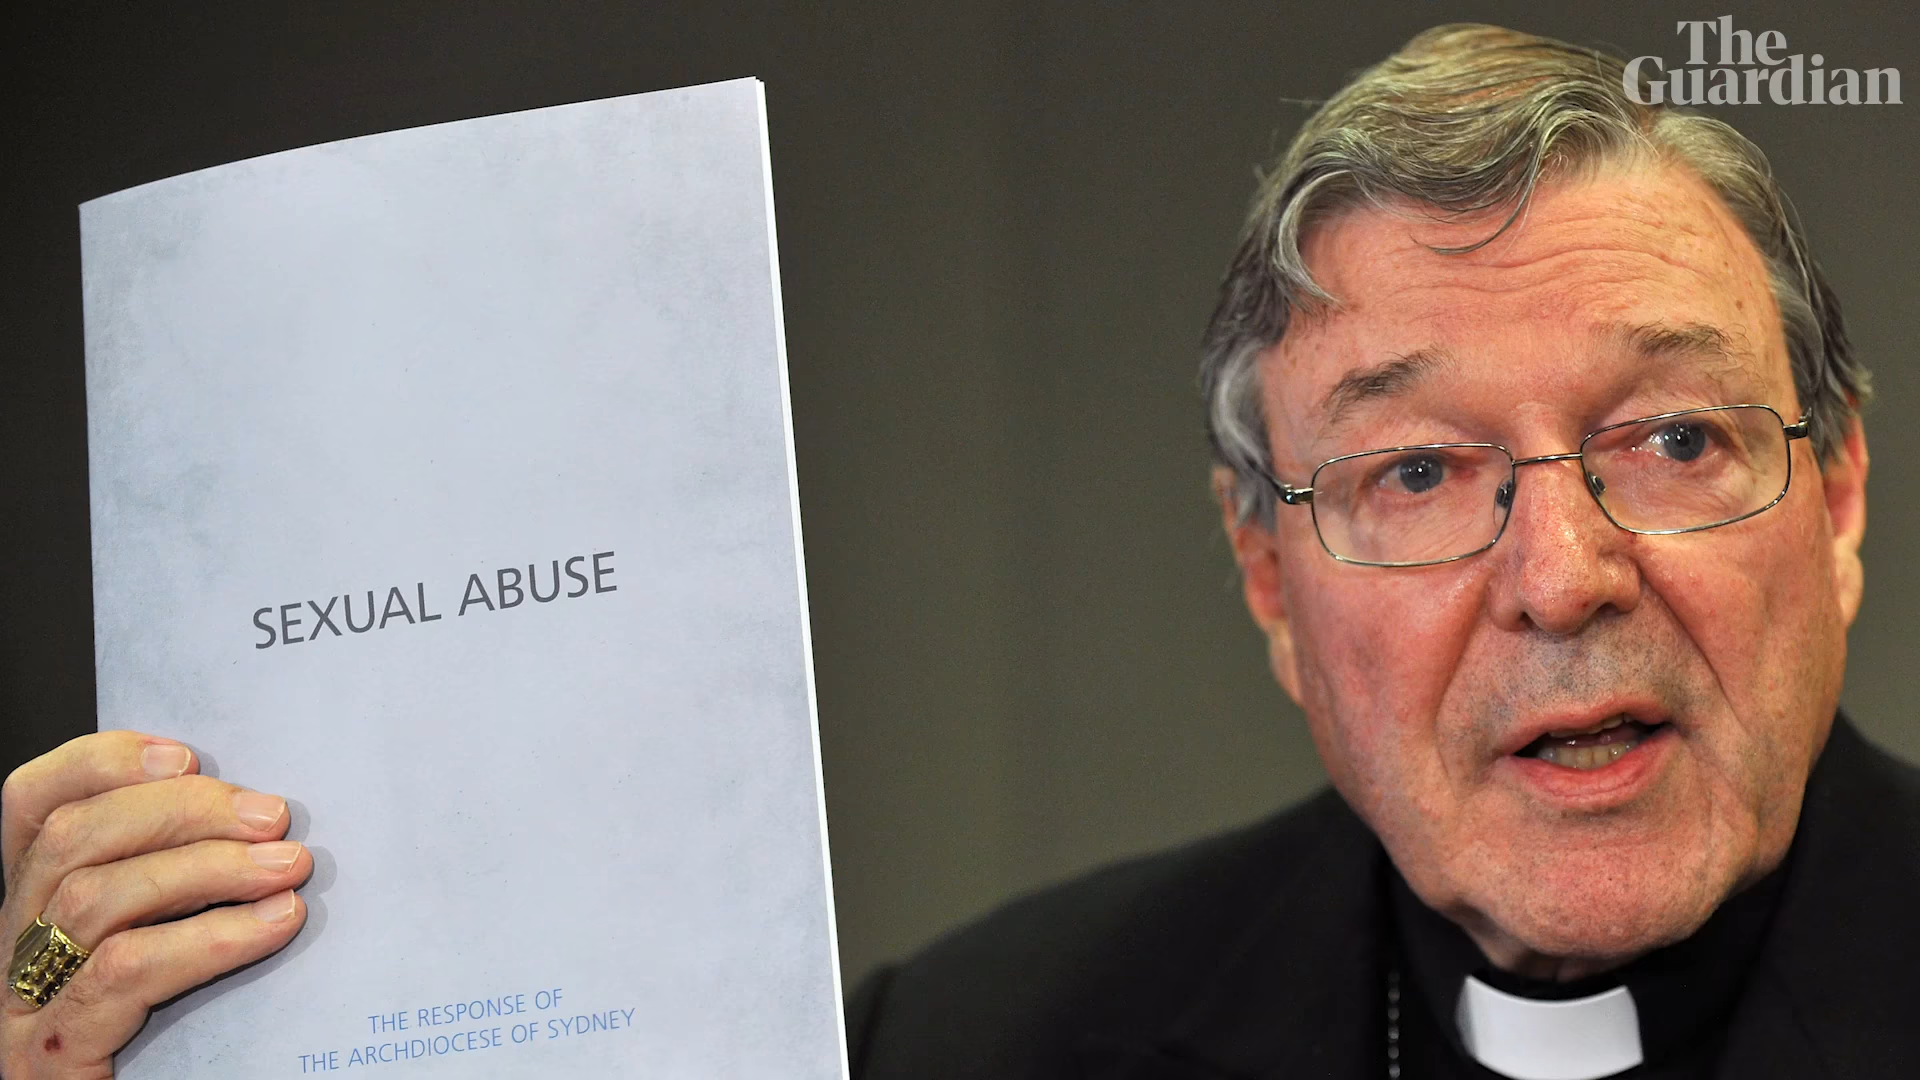 The
Guardian
SEXUAL ABUSE
THE RESPONSE OF
THE ARCHDIOCESE OF SYDNEY